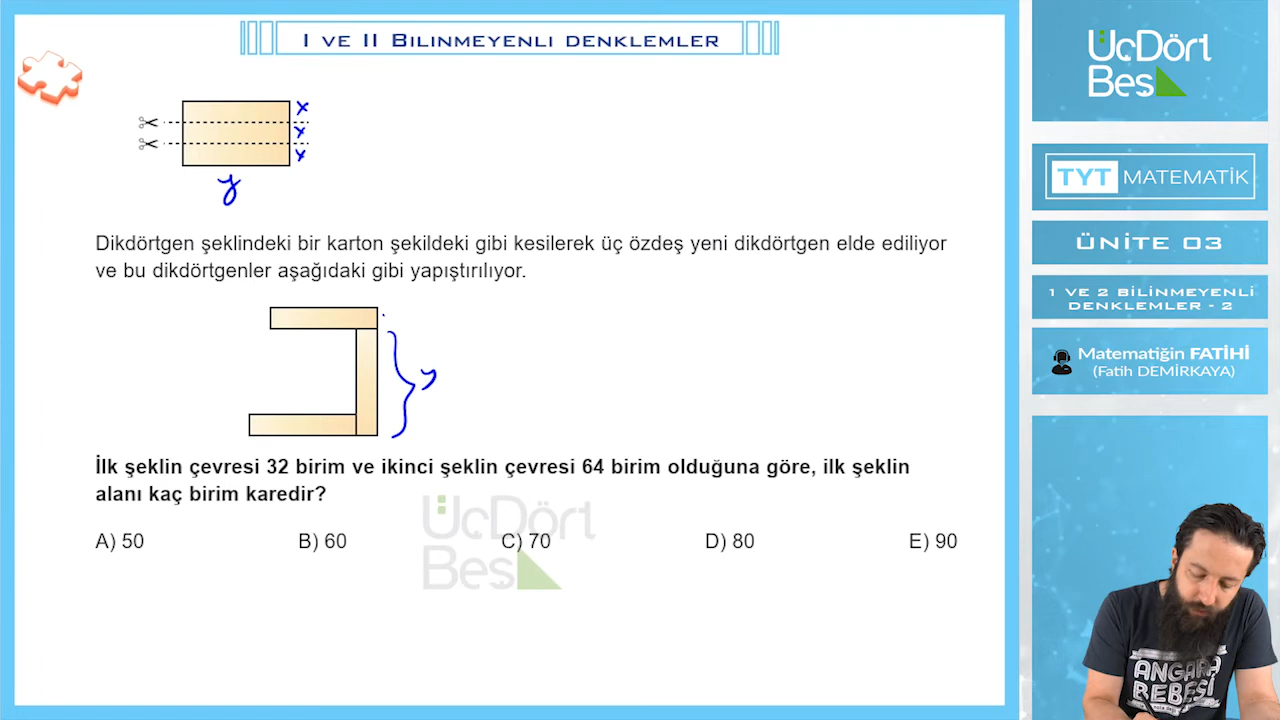 I VE II BILINMEYENLI DENKLEMLER
x
x
x
y
Dikdörtgen şeklindeki bir karton şekildeki gibi kesilerek üç özdeş yeni dikdörtgen elde ediliyor
ve bu dikdörtgenler aşağıdaki gibi yapıştırılıyor.
y
İlk şeklin çevresi 32 birim ve ikinci şeklin çevresi 64 birim olduğuna göre, ilk şeklin
alanı kaç birim karedir?
A) 50 B) 60 C) 70 D) 80 E) 90
ÜçDört
Beş
ÜçDört
Beş
TYT MATEMATİK
ÜNİTE 03
1 VE 2 BİLİNMEYENLİ
DENKLEMLER - 2
Matematiğin FATİHİ
(Fatih DEMİRKAYA)
ANGARA
BEBESİ